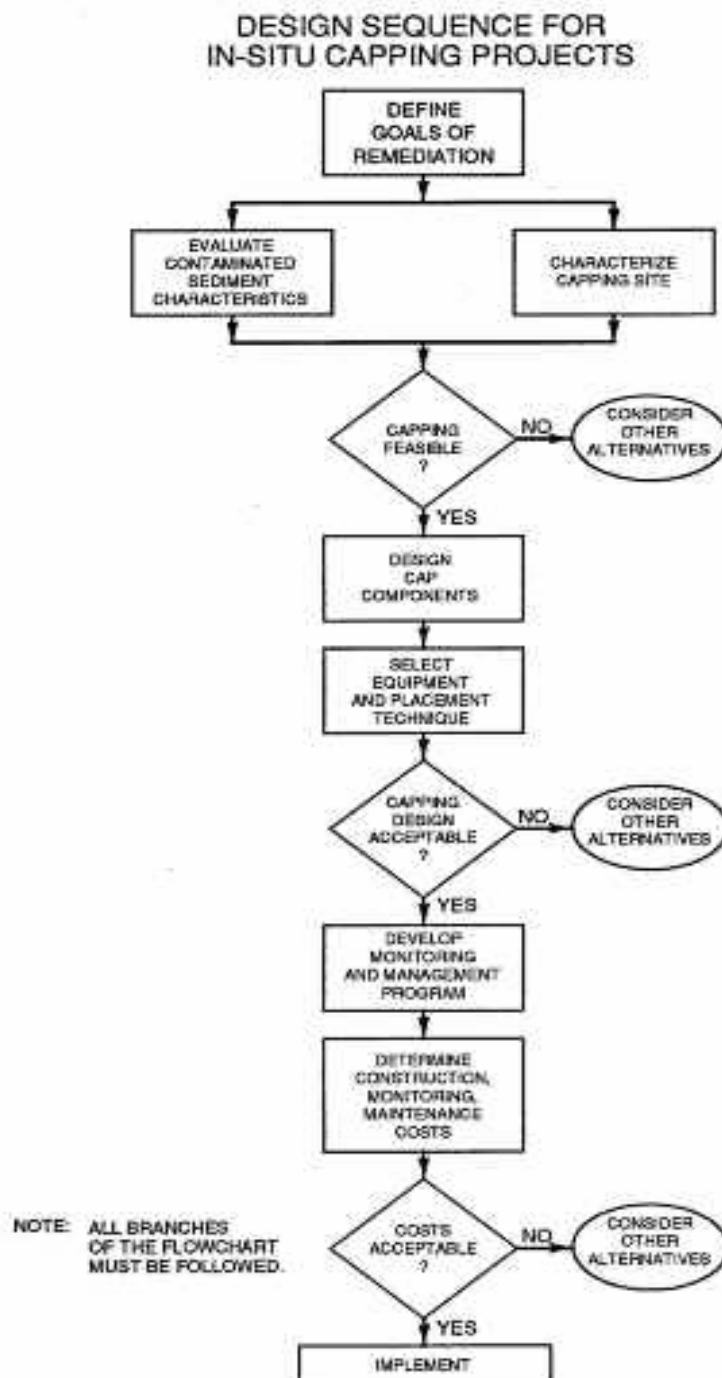 DESIGN SEQUENCE FOR
IN-SITU CAPPING PROJECTS
DEFINE
GOALS OF
REMEDIATION
EVALUATE
CONTAMINATED
SEDIMENT
CHARACTERISTICS
CHARACTERIZE
CAPPING SITE
CAPPING
FEASIBLE
?
NO
CONSIDER
OTHER
ALTERNATIVES
YES
DESIGN
CAP
COMPONENTS
SELECT
EQUIPMENT
AND PLACEMENT
TECHNIQUE
CAPPING
DESIGN
ACCEPTABLE
?
NO
CONSIDER
OTHER
ALTERNATIVES
YES
DEVELOP
MONITORING
AND MANAGEMENT
PROGRAM
DETERMINE
CONSTRUCTION,
MONITORING,
MAINTENANCE
COSTS
NOTE: ALL BRANCHES
OF THE FLOWCHART
MUST BE FOLLOWED.
COSTS
ACCEPTABLE
?
NO
CONSIDER
OTHER
ALTERNATIVES
YES
IMPLEMENT